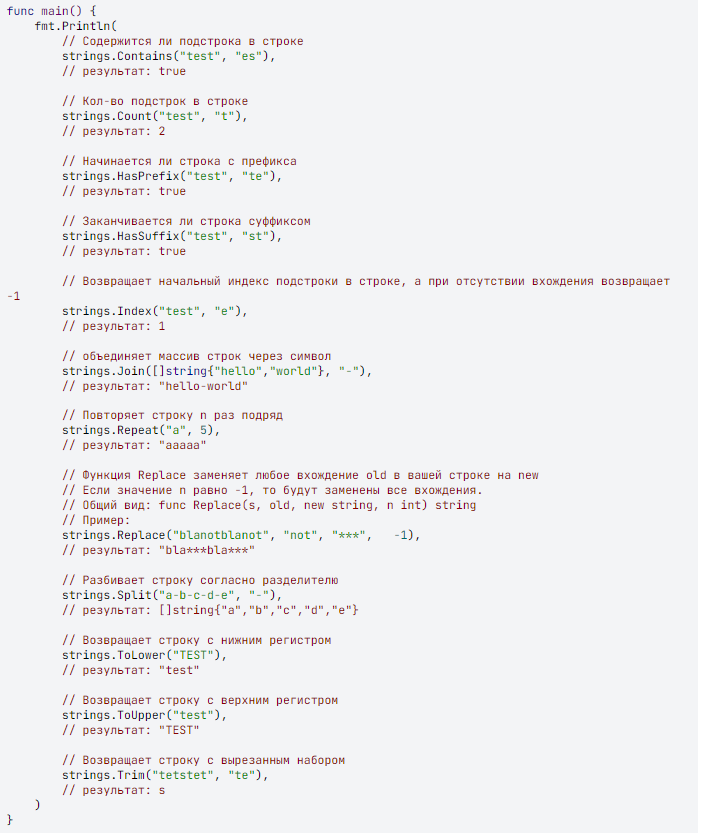 func main() {
    fmt.Println(
        // Содержится ли подстрока в строке
        strings.Contains("test", "es"),
        // результат: true

        // Кол-во подстрок в строке
        strings.Count("test", "t"),
        // результат: 2

        // Начинается ли строка с префикса
        strings.HasPrefix("test", "te"),
        // результат: true

        // Заканчивается ли строка суффиксом
        strings.HasSuffix("test", "st"),
        // результат: true

        // Возвращает начальный индекс подстроки в строке, а при отсутствии вхождения возвращает
-1
        strings.Index("test", "e"),
        // результат: 1

        // объединяет массив строк через символ
        strings.Join([]string{"hello","world"}, "-"),
        // результат: "hello-world"

        // Повторяет строку n раз подряд
        strings.Repeat("a", 5),
        // результат: "aaaaa"

        // Функция Replace заменяет любое вхождение old в вашей строке на new
        // Если значение n равно -1, то будут заменены все вхождения.
        // Общий вид: func Replace(s, old, new string, n int) string
        // Пример:
        strings.Replace("blanotblanot", "not", "***",   -1),
        // результат: "bla***bla***"

        // Разбивает строку согласно разделителю
        strings.Split("a-b-c-d-e", "-"),
        // результат: []string{"a","b","c","d","e"}

        // Возвращает строку с нижним регистром
        strings.ToLower("TEST"),
        // результат: "test"

        // Возвращает строку с верхним регистром
        strings.ToUpper("test"),
        // результат: "TEST"

        // Возвращает строку с вырезанным набором
        strings.Trim("tetstet", "te"),
        // результат: s
    )
}